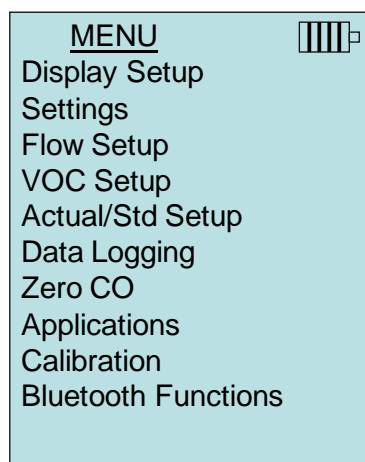 MENU
Display Setup
Settings
Flow Setup
VOC Setup
Actual/Std Setup
Data Logging
Zero CO
Applications
Calibration
Bluetooth Functions